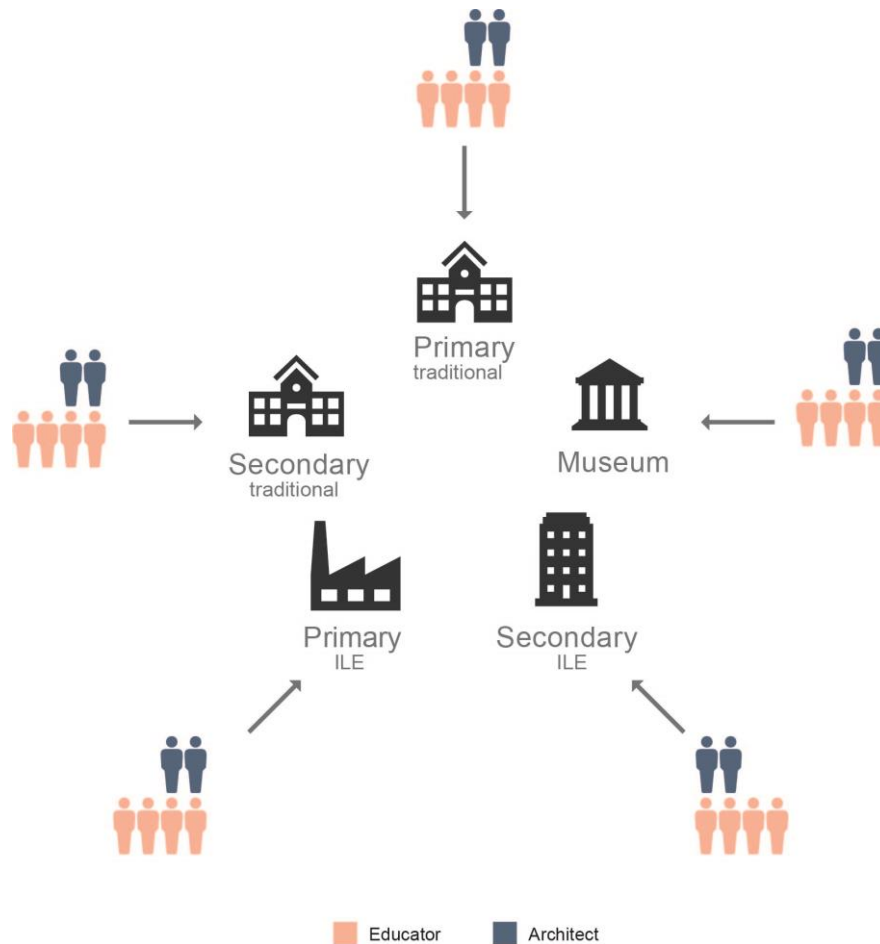 Primary
traditional
Museum
Secondary
traditional
Primary
ILE
Secondary
ILE
Educator
Architect